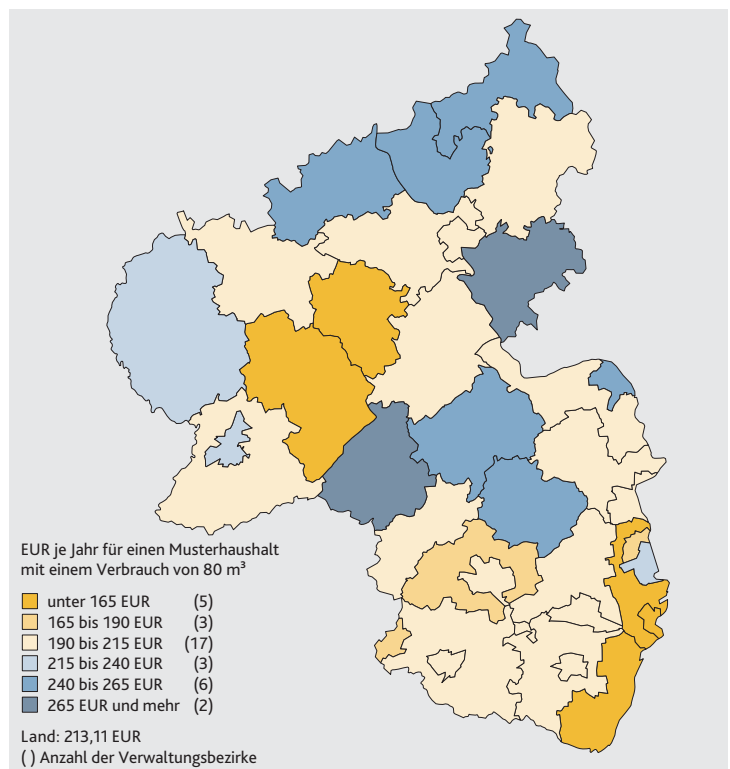 EUR je Jahr für einen Musterhaushalt
mit einem Verbrauch von 80 m³
unter 165 EUR (5)
165 bis 190 EUR (3)
190 bis 215 EUR (17)
215 bis 240 EUR (3)
240 bis 265 EUR (6)
265 EUR und mehr (2)
Land: 213,11 EUR
( ) Anzahl der Verwaltungsbezirke